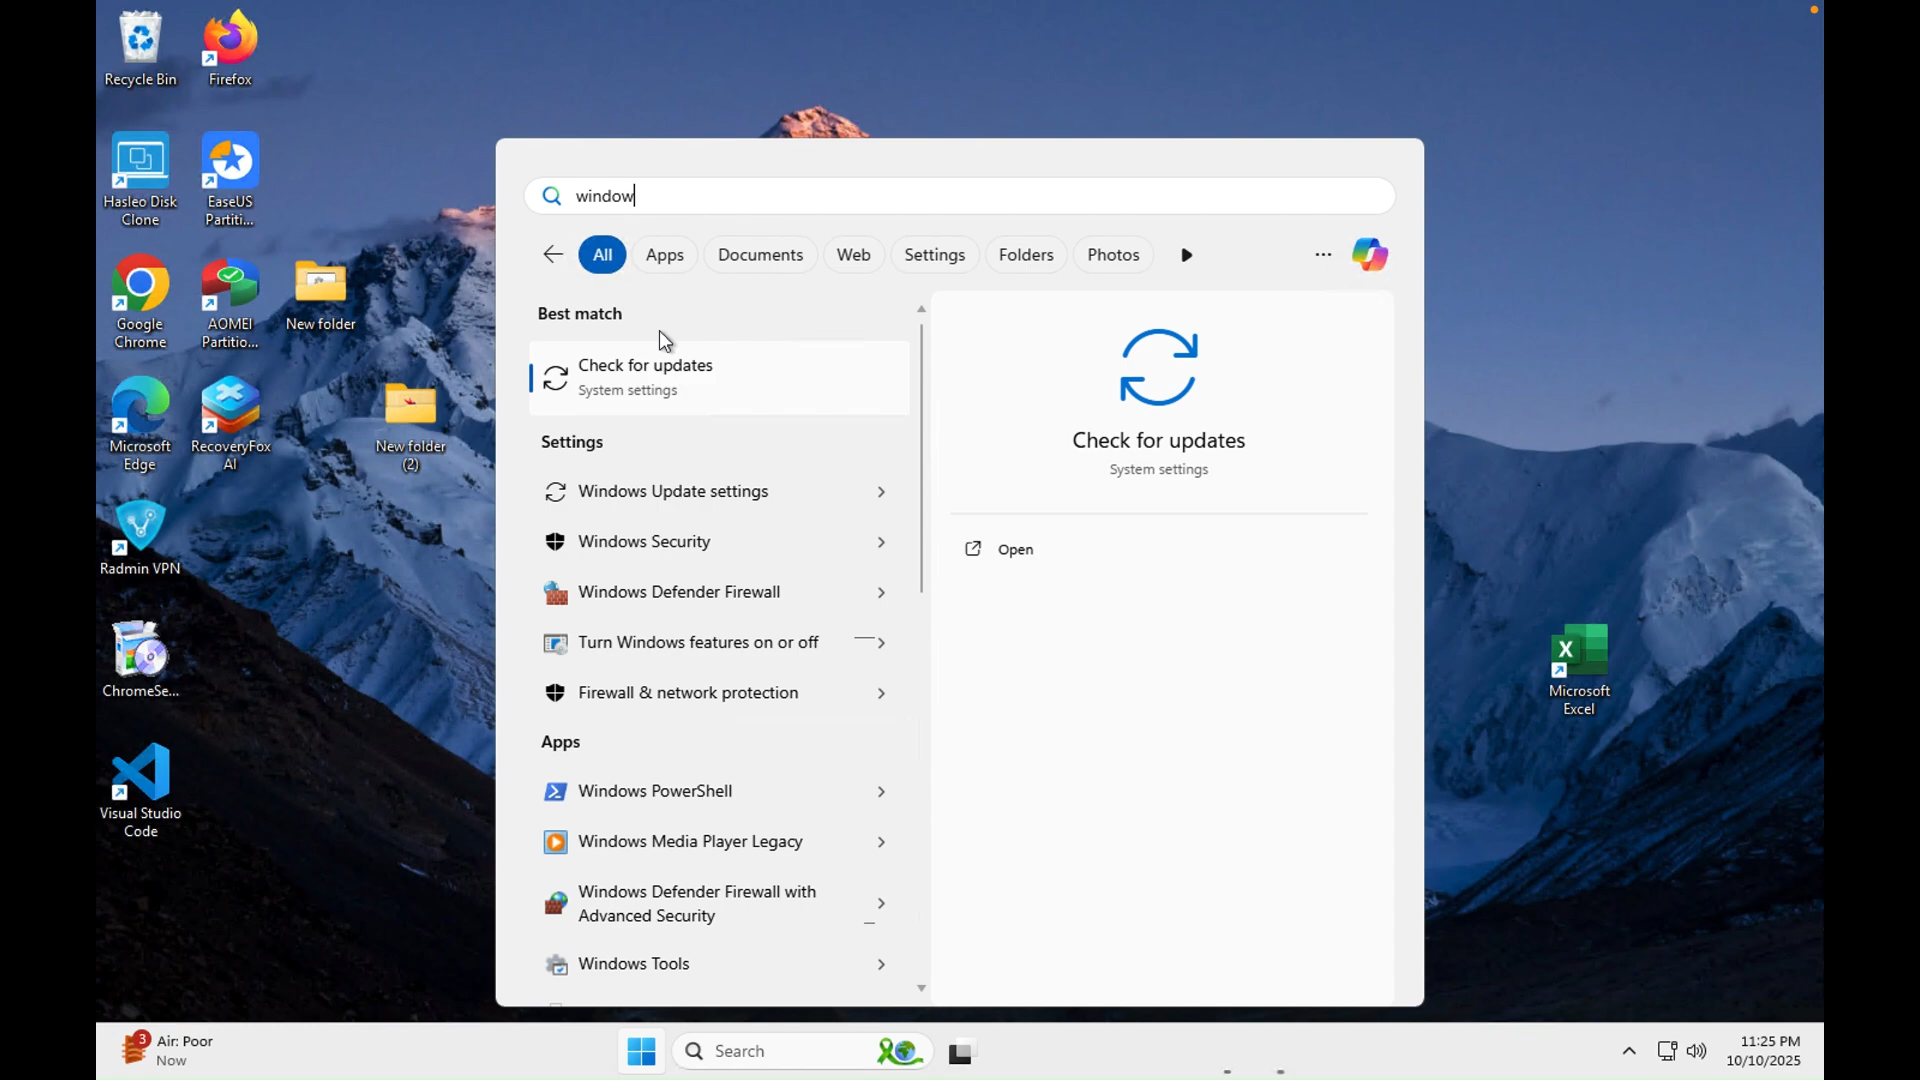 Recycle Bin
Firefox
Hasleo Disk
Clone
EaseUS
Partiti...
Google
Chrome
AOMEI
Partitio...
New folder
Microsoft
Edge
RecoveryFox
AI
New folder
(2)
Radmin VPN
ChromeSe...
Visual Studio
Code
window
All
Apps
Documents
Web
Settings
Folders
Photos
Best match
Check for updates
System settings
Settings
Windows Update settings
Windows Security
Windows Defender Firewall
Turn Windows features on or off
Firewall & network protection
Apps
Windows PowerShell
Windows Media Player Legacy
Windows Defender Firewall with
Advanced Security
Windows Tools
Check for updates
System settings
Open
Microsoft
Excel
3
Air: Poor
Now
Search
11:25 PM
10/10/2025